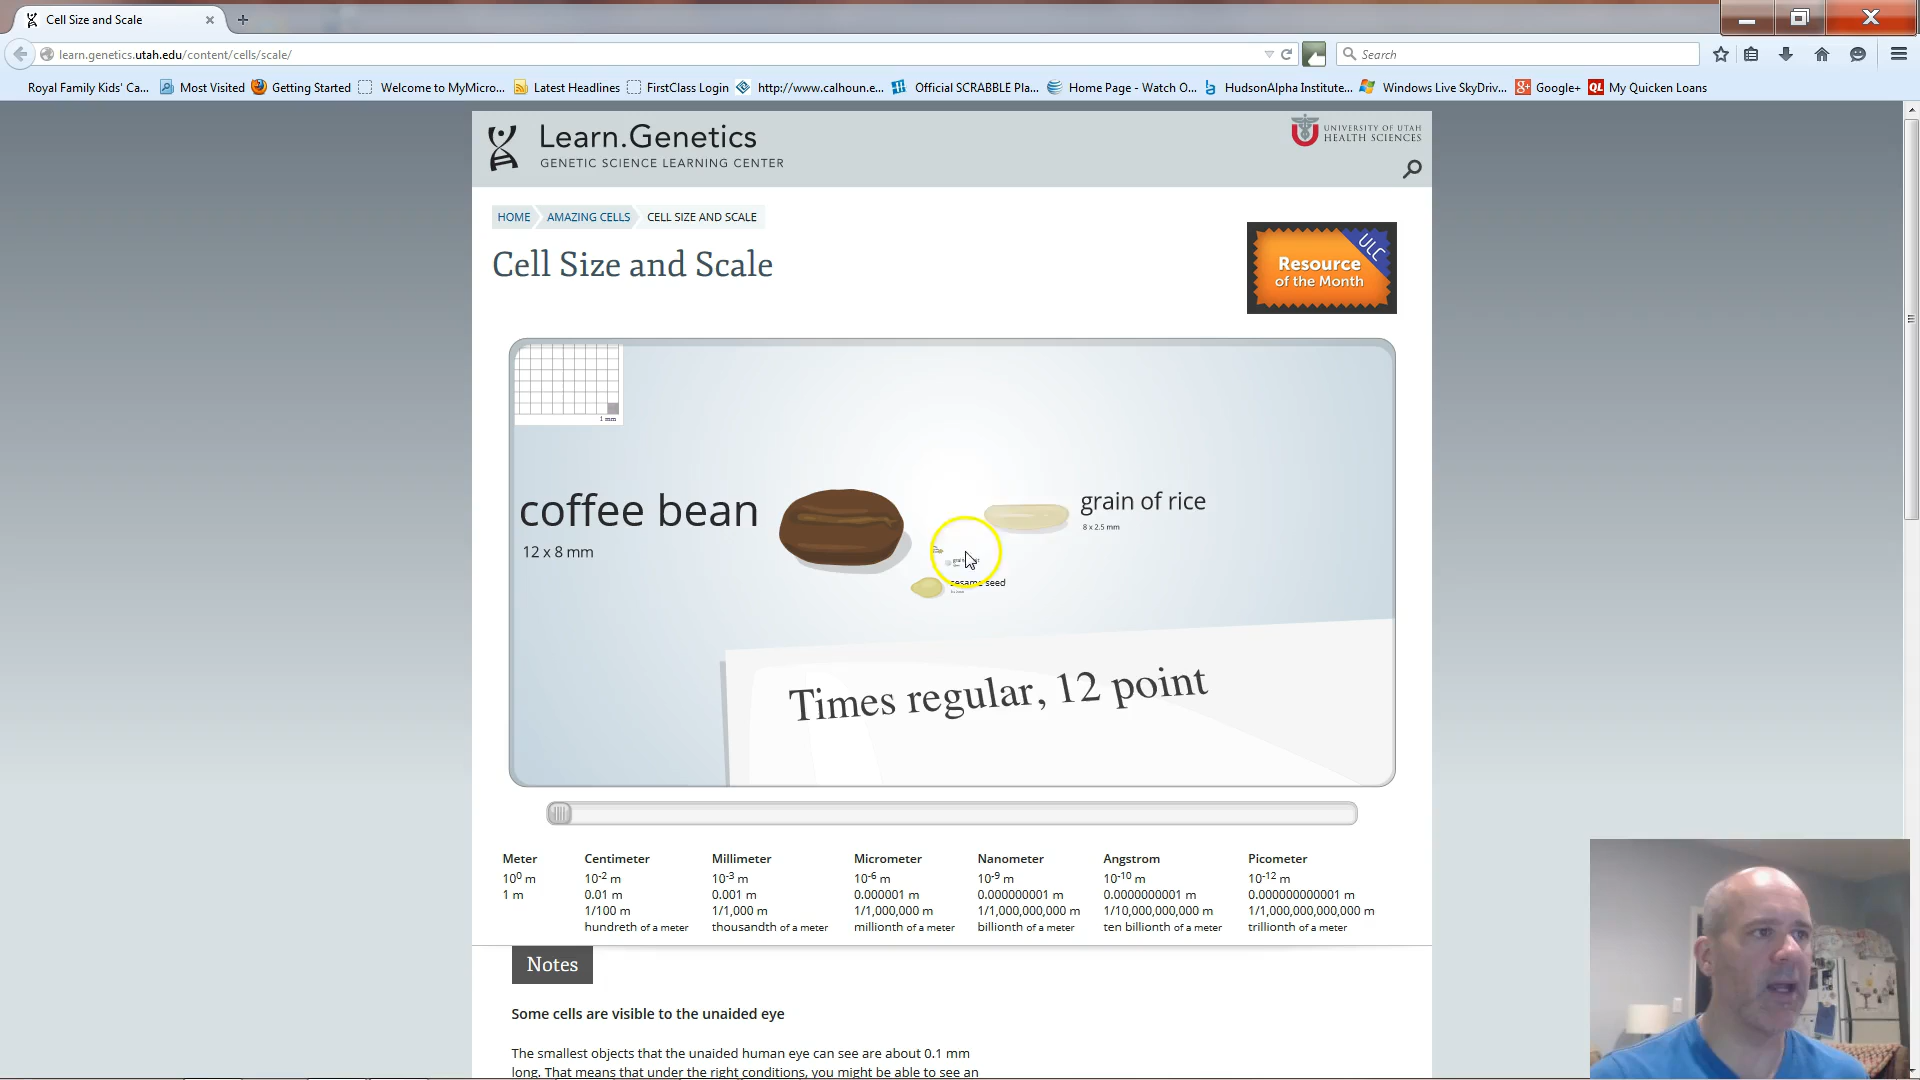 Cell Size and Scale
learn.genetics.utah.edu/content/cells/scale/
Search
Royal Family Kids' Ca...
Most Visited
Getting Started
Welcome to MyMicro...
Latest Headlines
FirstClass Login
http://www.calhoun.e...
Official SCRABBLE Pla...
Home Page - Watch O...
HudsonAlpha Institute...
Windows Live SkyDriv...
Google+
QL
My Quicken Loans
Learn.Genetics
GENETIC SCIENCE LEARNING CENTER
UNIVERSITY OF UTAH
HEALTH SCIENCES
HOME
AMAZING CELLS
CELL SIZE AND SCALE
Cell Size and Scale
ULC
Resource
of the Month
1 mm
coffee bean
12 x 8 mm
grain of rice
8 x 2.5 mm
sesame seed
Times regular, 12 point
Meter Centimeter Millimeter Micrometer Nanometer Angstrom Picometer
10⁰ m 10⁻² m 10⁻³ m 10⁻⁶ m 10⁻⁹ m 10⁻¹⁰ m 10⁻¹² m
1 m 0.01 m 0.001 m 0.000001 m 0.000000001 m 0.0000000001 m 0.000000000001 m
1/100 m 1/1,000 m 1/1,000,000 m 1/1,000,000,000 m 1/10,000,000,000 m 1/1,000,000,000,000 m
hundreth of a meter thousandth of a meter millionth of a meter billionth of a meter ten billionth of a meter trillionth of a meter
Notes
Some cells are visible to the unaided eye
The smallest objects that the unaided human eye can see are about 0.1 mm
long. That means that under the right conditions, you might be able to see an